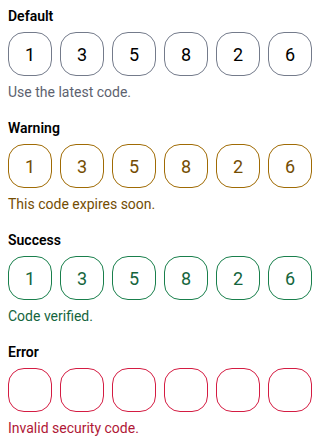 Default
1 3 5 8 2 6
Use the latest code.
Warning
1 3 5 8 2 6
This code expires soon.
Success
1 3 5 8 2 6
Code verified.
Error
Invalid security code.